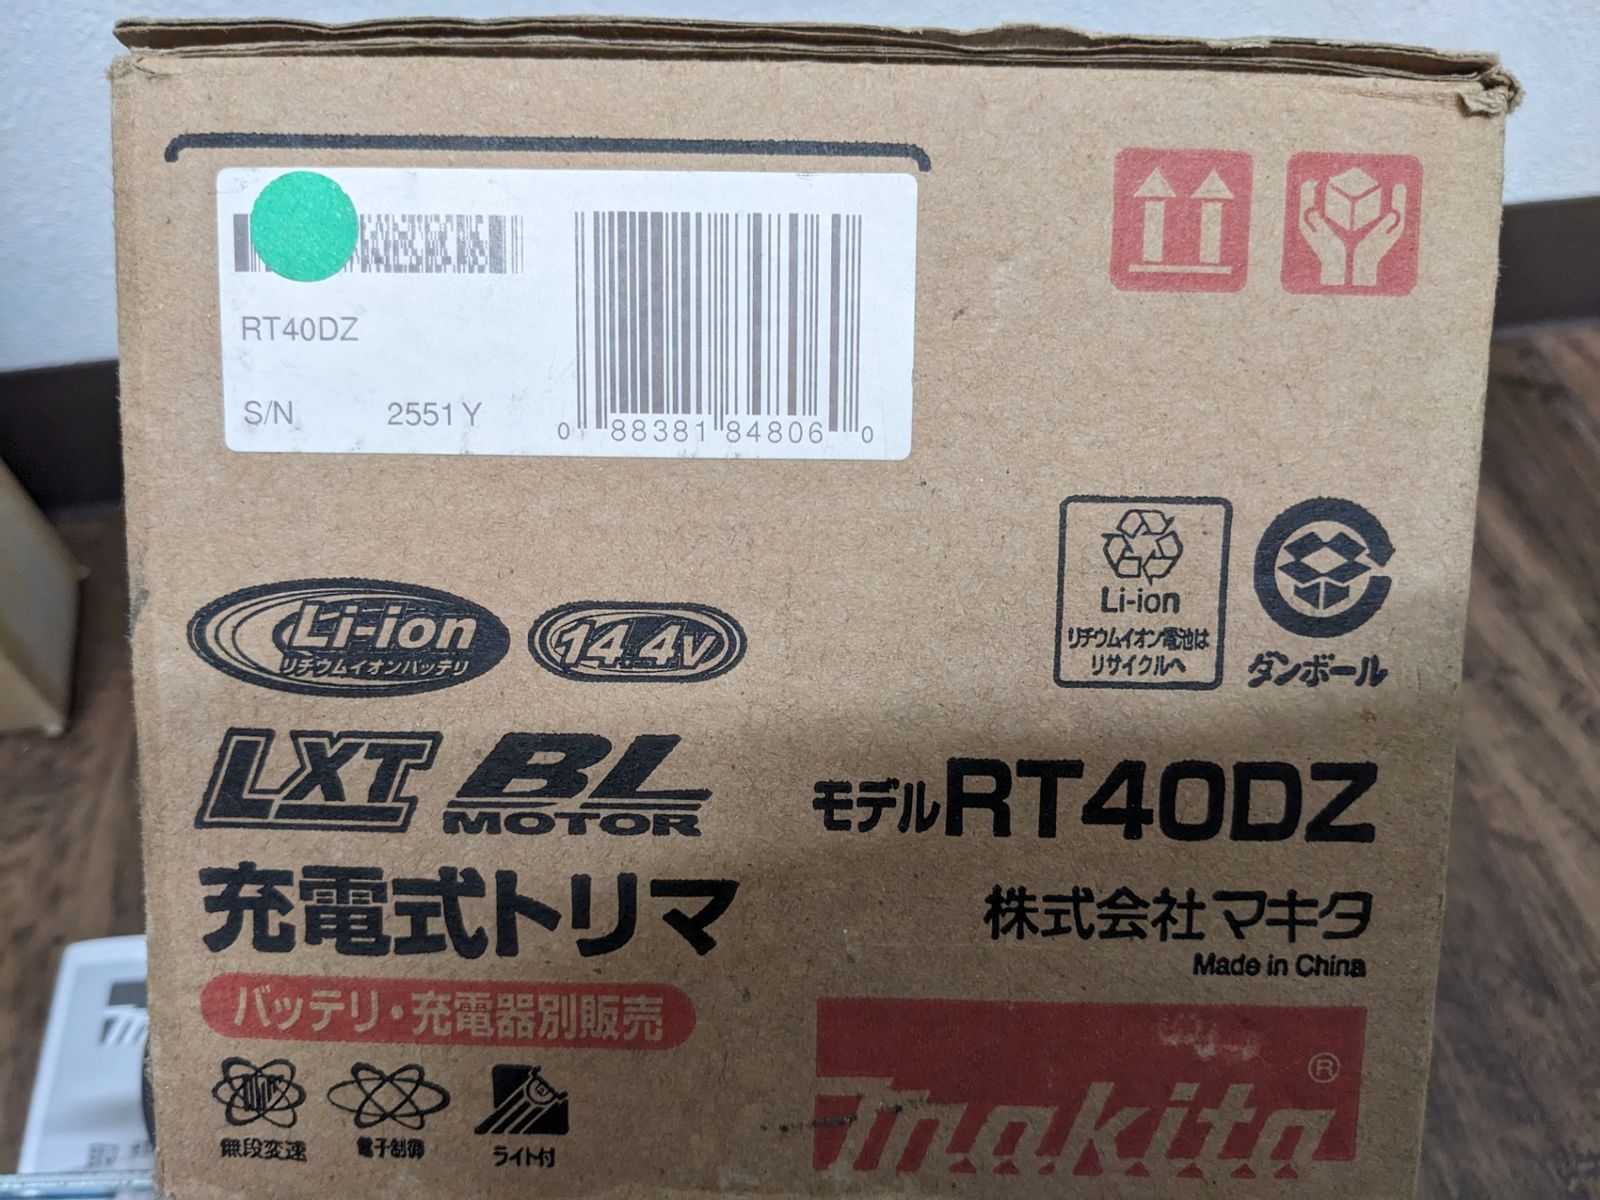 RT40DZ
S/N 2551Y
0 88381 84806 0
Li-ion
リチウムイオン電池は
リサイクルへ
ダンボール
Li-ion
リチウムイオンバッテリ
14.4V
LXT
BL
MOTOR
モデルRT40DZ
充電式トリマ
株式会社マキタ
Made in China
バッテリ・充電器別販売
無段変速
電子制御
ライト付
makita®